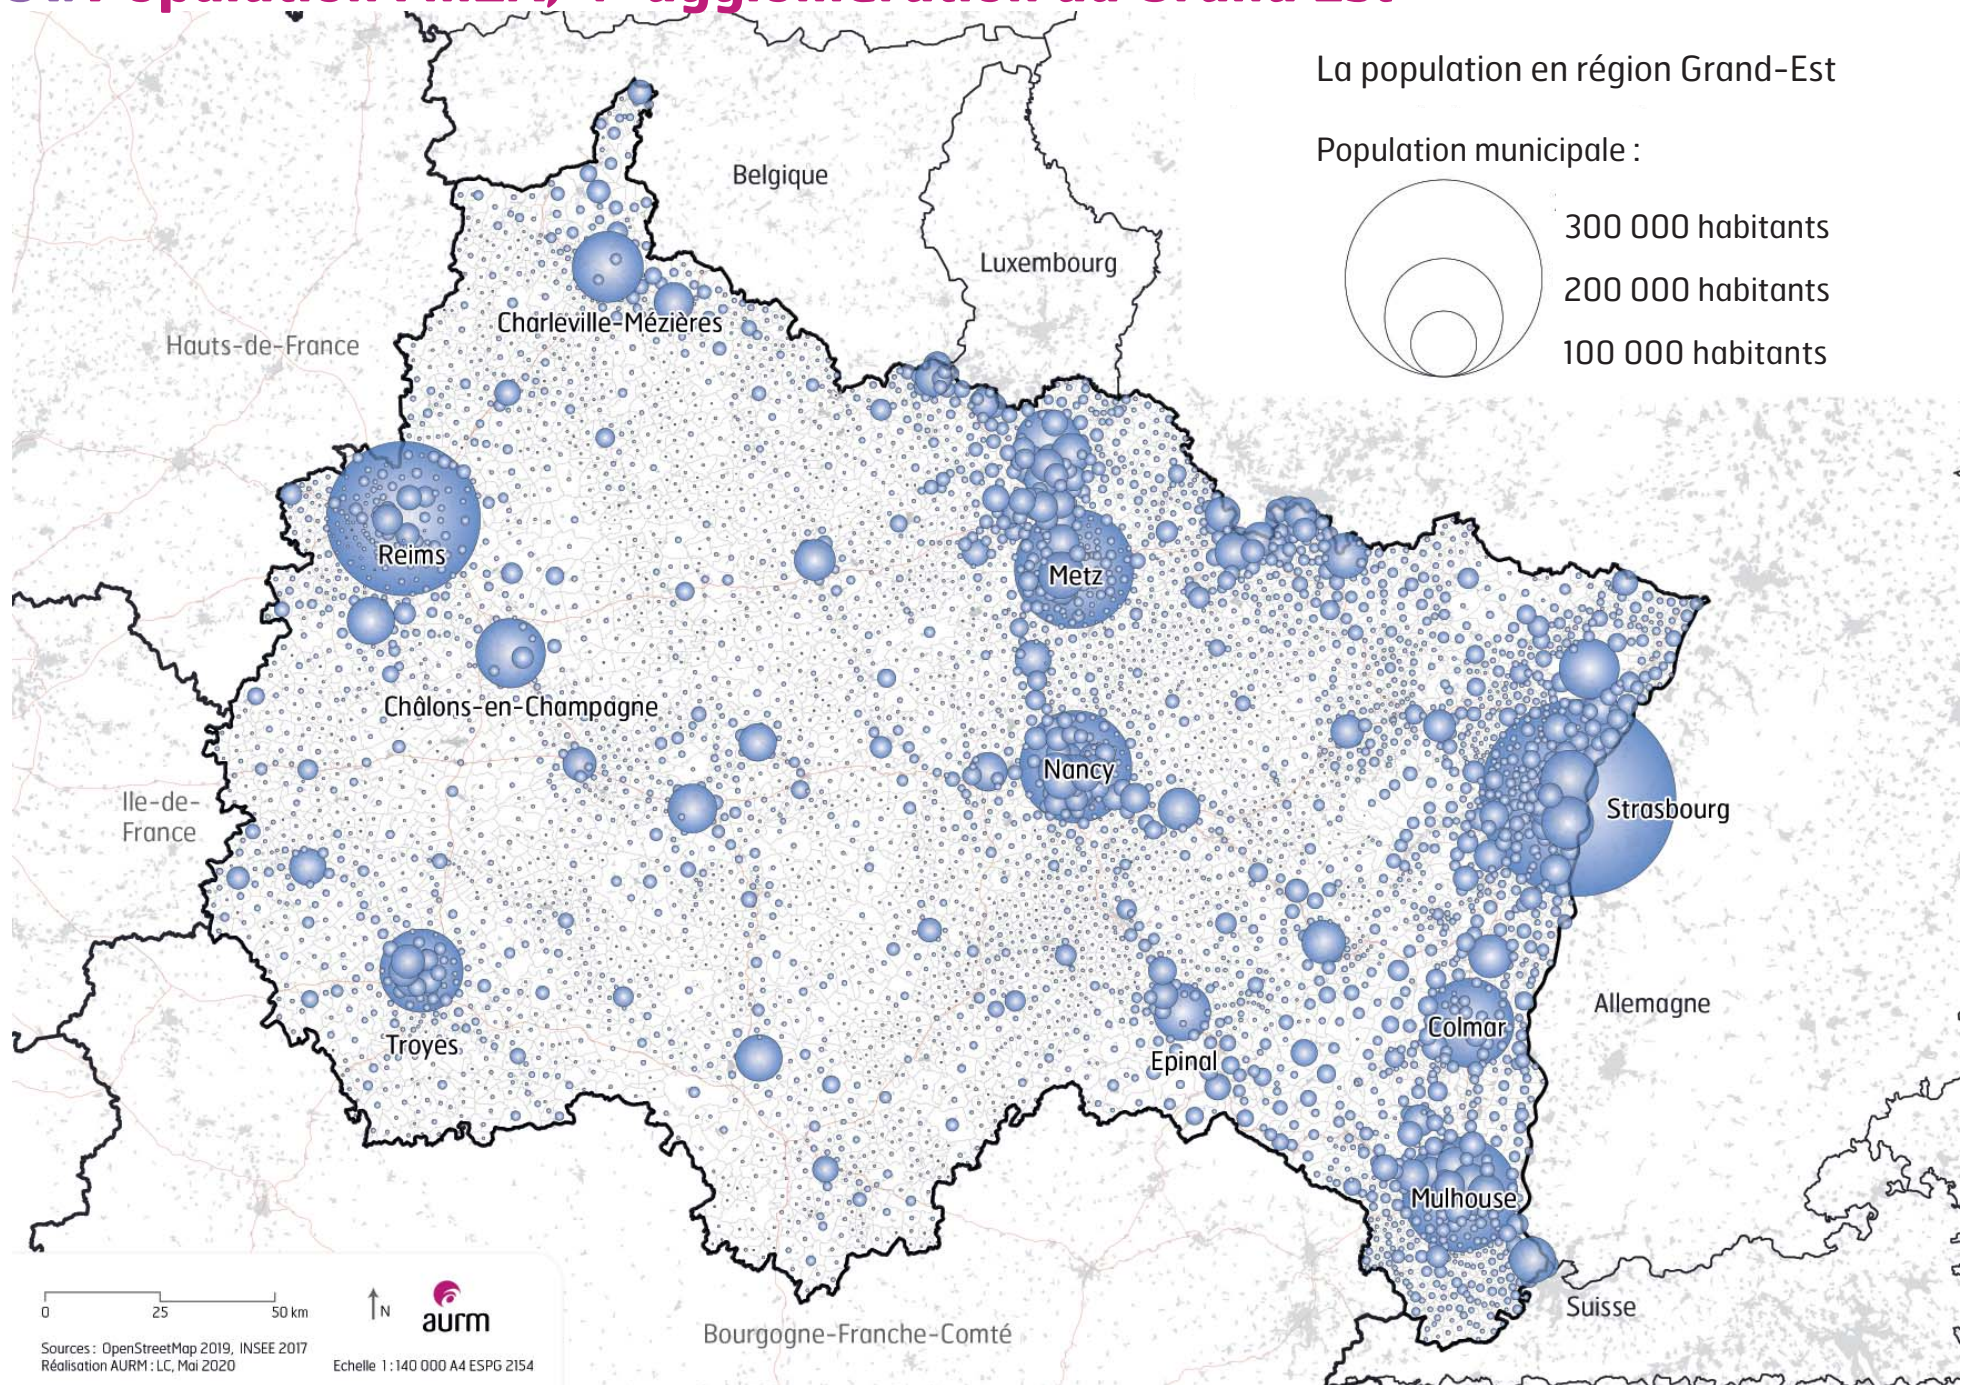 La population en région Grand-Est
Population municipale :
300 000 habitants
200 000 habitants
100 000 habitants
Belgique
Luxembourg
Hauts-de-France
Charleville-Mézières
Reims
Metz
Châlons-en-Champagne
Nancy
Ile-de-
France
Strasbourg
Troyes
Epinal
Colmar
Allemagne
Mulhouse
Suisse
Bourgogne-Franche-Comté
0 25 50 km
N
aurm
Sources : OpenStreetMap 2019, INSEE 2017
Réalisation AURM : LC, Mai 2020
Echelle 1 : 140 000 A4 ESPG 2154